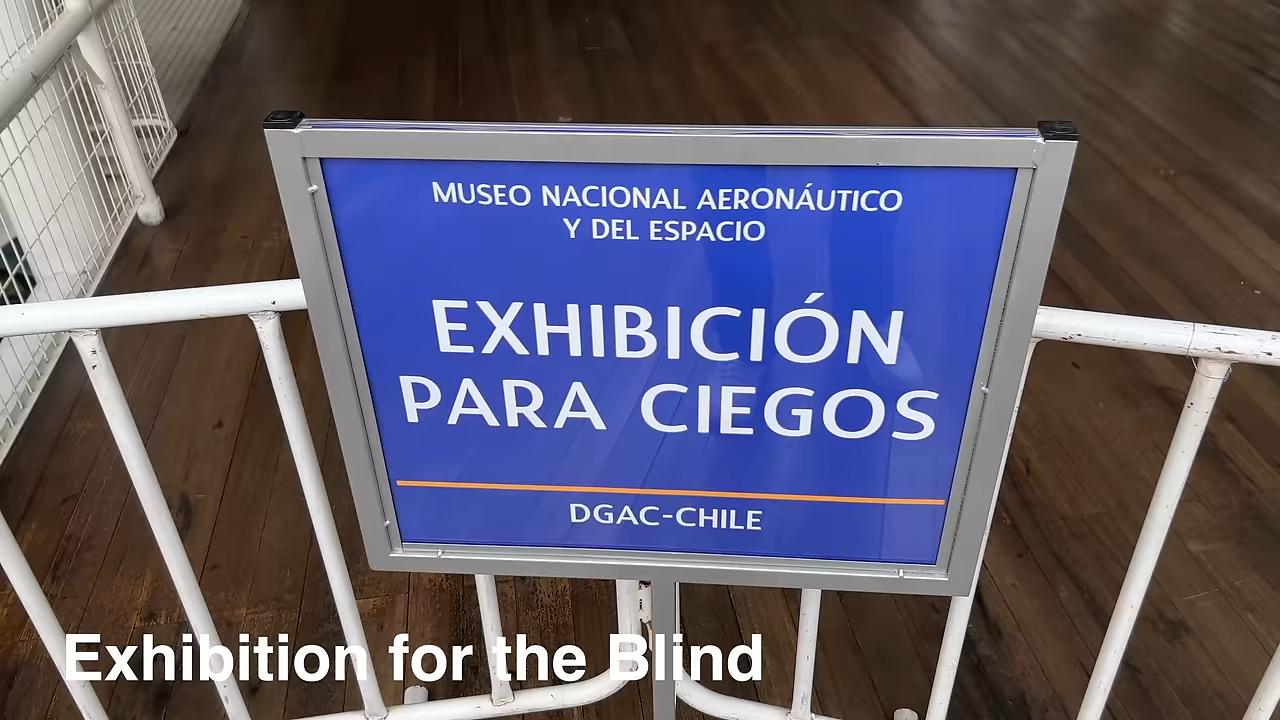 MUSEO NACIONAL AERONÁUTICO
Y DEL ESPACIO
EXHIBICIÓN
PARA CIEGOS
DGAC-CHILE
Exhibition for the Blind